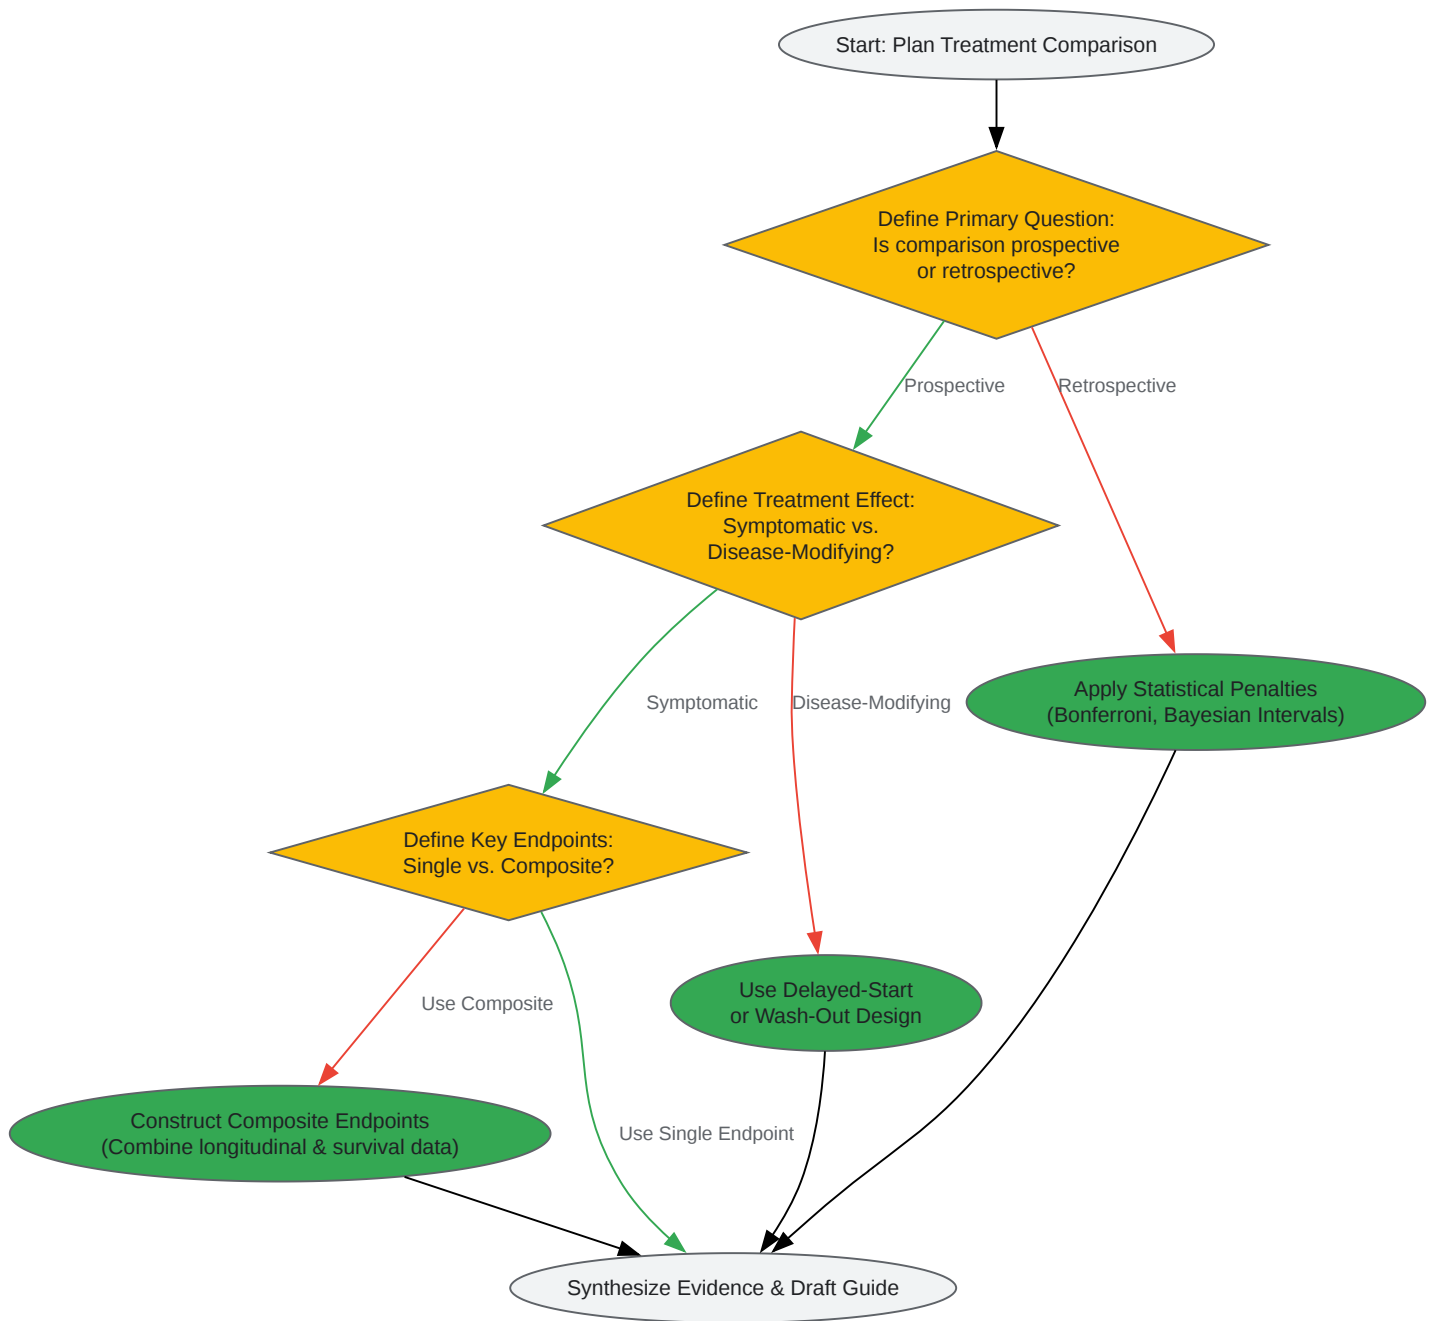 Start: Plan Treatment Comparison
Define Primary Question:
Is comparison prospective
or retrospective?
Prospective
Retrospective
Define Treatment Effect:
Symptomatic vs.
Disease-Modifying?
Symptomatic
Disease-Modifying
Apply Statistical Penalties
(Bonferroni, Bayesian Intervals)
Define Key Endpoints:
Single vs. Composite?
Use Composite
Use Delayed-Start
or Wash-Out Design
Construct Composite Endpoints
(Combine longitudinal & survival data)
Use Single Endpoint
Synthesize Evidence & Draft Guide